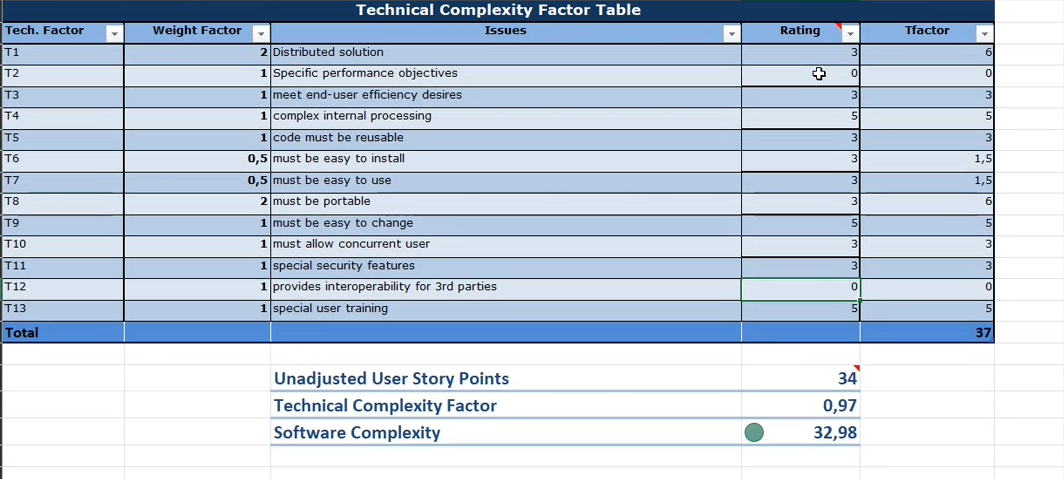 Technical Complexity Factor Table
Tech. Factor Weight Factor Issues Rating Tfactor
T1 2 Distributed solution 3 6
T2 1 Specific performance objectives 0 0
T3 1 meet end-user efficiency desires 3 3
T4 1 complex internal processing 5 5
T5 1 code must be reusable 3 3
T6 0,5 must be easy to install 3 1,5
T7 0,5 must be easy to use 3 1,5
T8 2 must be portable 3 6
T9 1 must be easy to change 5 5
T10 1 must allow concurrent user 3 3
T11 1 special security features 3 3
T12 1 provides interoperability for 3rd parties 0 0
T13 1 special user training 5 5
Total 37
Unadjusted User Story Points 34
Technical Complexity Factor 0,97
Software Complexity 32,98